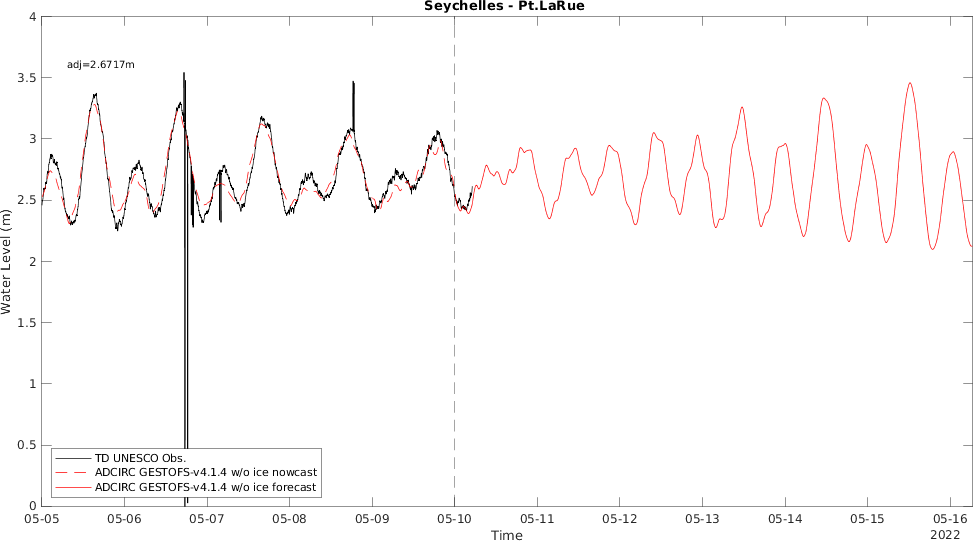 Seychelles - Pt.LaRue
4
adj=2.6717m
3.5
3
2.5
2
1.5
1
0.5
0
Water Level (m)
TD UNESCO Obs.
ADCIRC GESTOFS-v4.1.4 w/o ice nowcast
ADCIRC GESTOFS-v4.1.4 w/o ice forecast
05-05 05-06 05-07 05-08 05-09 05-10 05-11 05-12 05-13 05-14 05-15 05-16
Time
2022